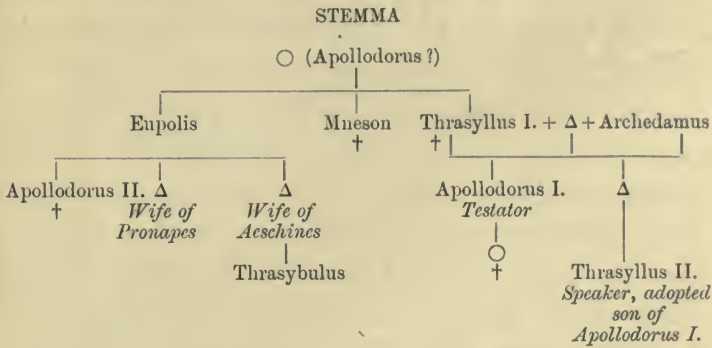 STEMMA
○ (Apollodorus ?)
Eupolis Mneson Thrasyllus I. + Δ + Archedamus
† †
Apollodorus II. Δ Δ Apollodorus I. Δ
† Wife of Wife of Testator
Pronapes Aeschines ○
Thrasybulus † Thrasyllus II.
Speaker, adopted
son of
Apollodorus I.